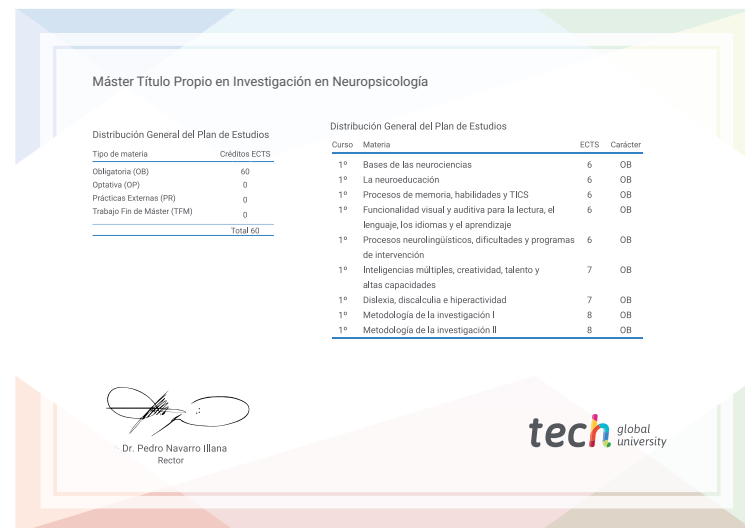 Máster Título Propio en Investigación en Neuropsicología
Distribución General del Plan de Estudios
Tipo de materia Créditos ECTS
Obligatoria (OB) 60
Optativa (OP) 0
Prácticas Externas (PR) 0
Trabajo Fin de Máster (TFM) 0
Total 60
Distribución General del Plan de Estudios
Curso Materia ECTS Carácter
1º Bases de las neurociencias 6 OB
1º La neuroeducación 6 OB
1º Procesos de memoria, habilidades y TICS 6 OB
1º Funcionalidad visual y auditiva para la lectura, el 6 OB
lenguaje, los idiomas y el aprendizaje
1º Procesos neurolingüísticos, dificultades y programas 6 OB
de intervención
1º Inteligencias múltiples, creatividad, talento y 7 OB
altas capacidades
1º Dislexia, discalculia e hiperactividad 7 OB
1º Metodología de la investigación I 8 OB
1º Metodología de la investigación II 8 OB
Dr. Pedro Navarro Illana
Rector
tech global
university